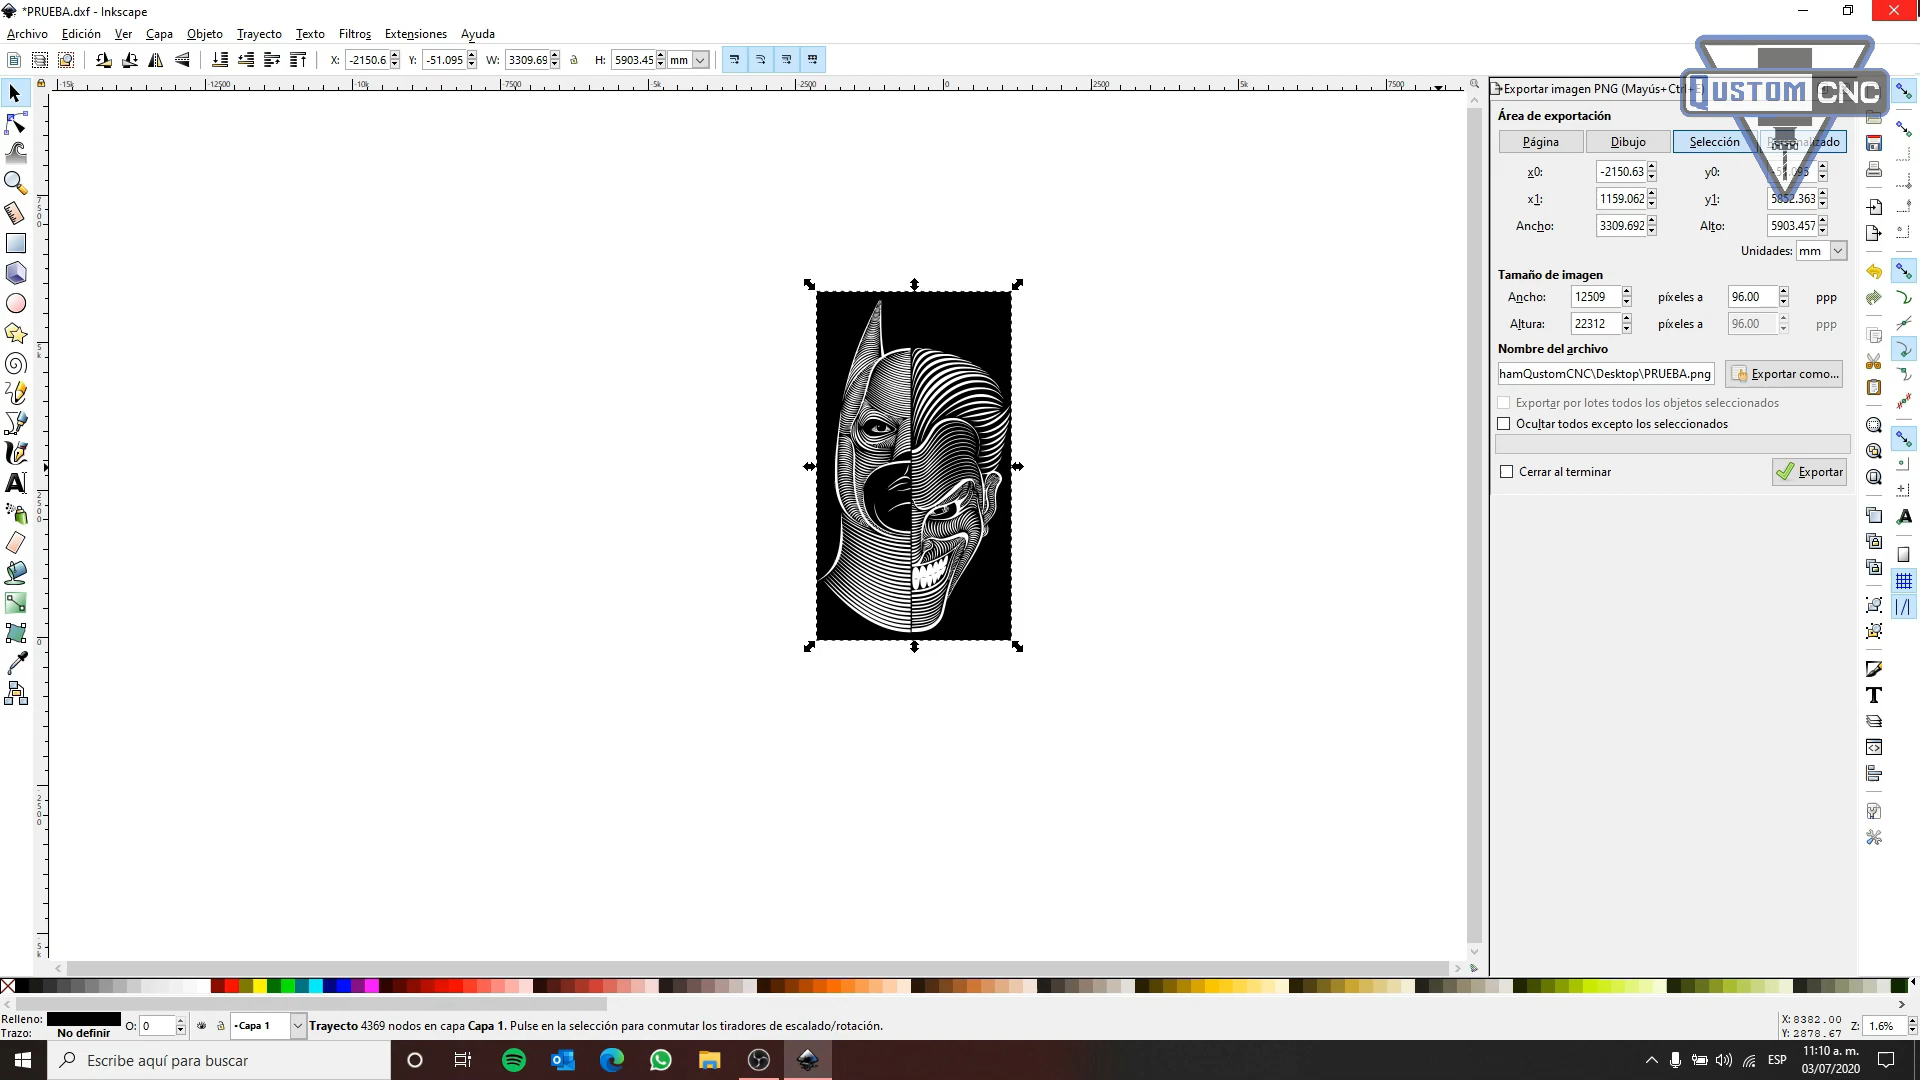 *PRUEBA.dxf - Inkscape
Archivo Edición Ver Capa Objeto Trayecto Texto Filtros Extensiones Ayuda
X: -2150.6 Y: -51.095 W: 3309.69 H: 5903.45 mm
QUSTOM CNC
Exportar imagen PNG (Mayús+Ctrl+E)
Área de exportación
Página Dibujo Selección
x0: -2150.63 y0:
x1: 1159.062 y1: 5852.363
Ancho: 3309.692 Alto: 5903.457
Unidades: mm
Tamaño de imagen
Ancho: 12509 píxeles a 96.00 ppp
Altura: 22312 píxeles a 96.00 ppp
Nombre del archivo
hamQustomCNC\Desktop\PRUEBA.png Exportar como...
Exportar por lotes todos los objetos seleccionados
Ocultar todos excepto los seleccionados
Cerrar al terminar Exportar
Relleno: O: 0 Capa 1 Trayecto 4369 nodos en capa Capa 1. Pulse en la selección para conmutar los tiradores de escalado/rotación.
Trazo: No definir
X: 8382.00
Y: 2878.67
Z: 1.6%
Escribe aquí para buscar
ESP
11:10 a. m.
03/07/2020